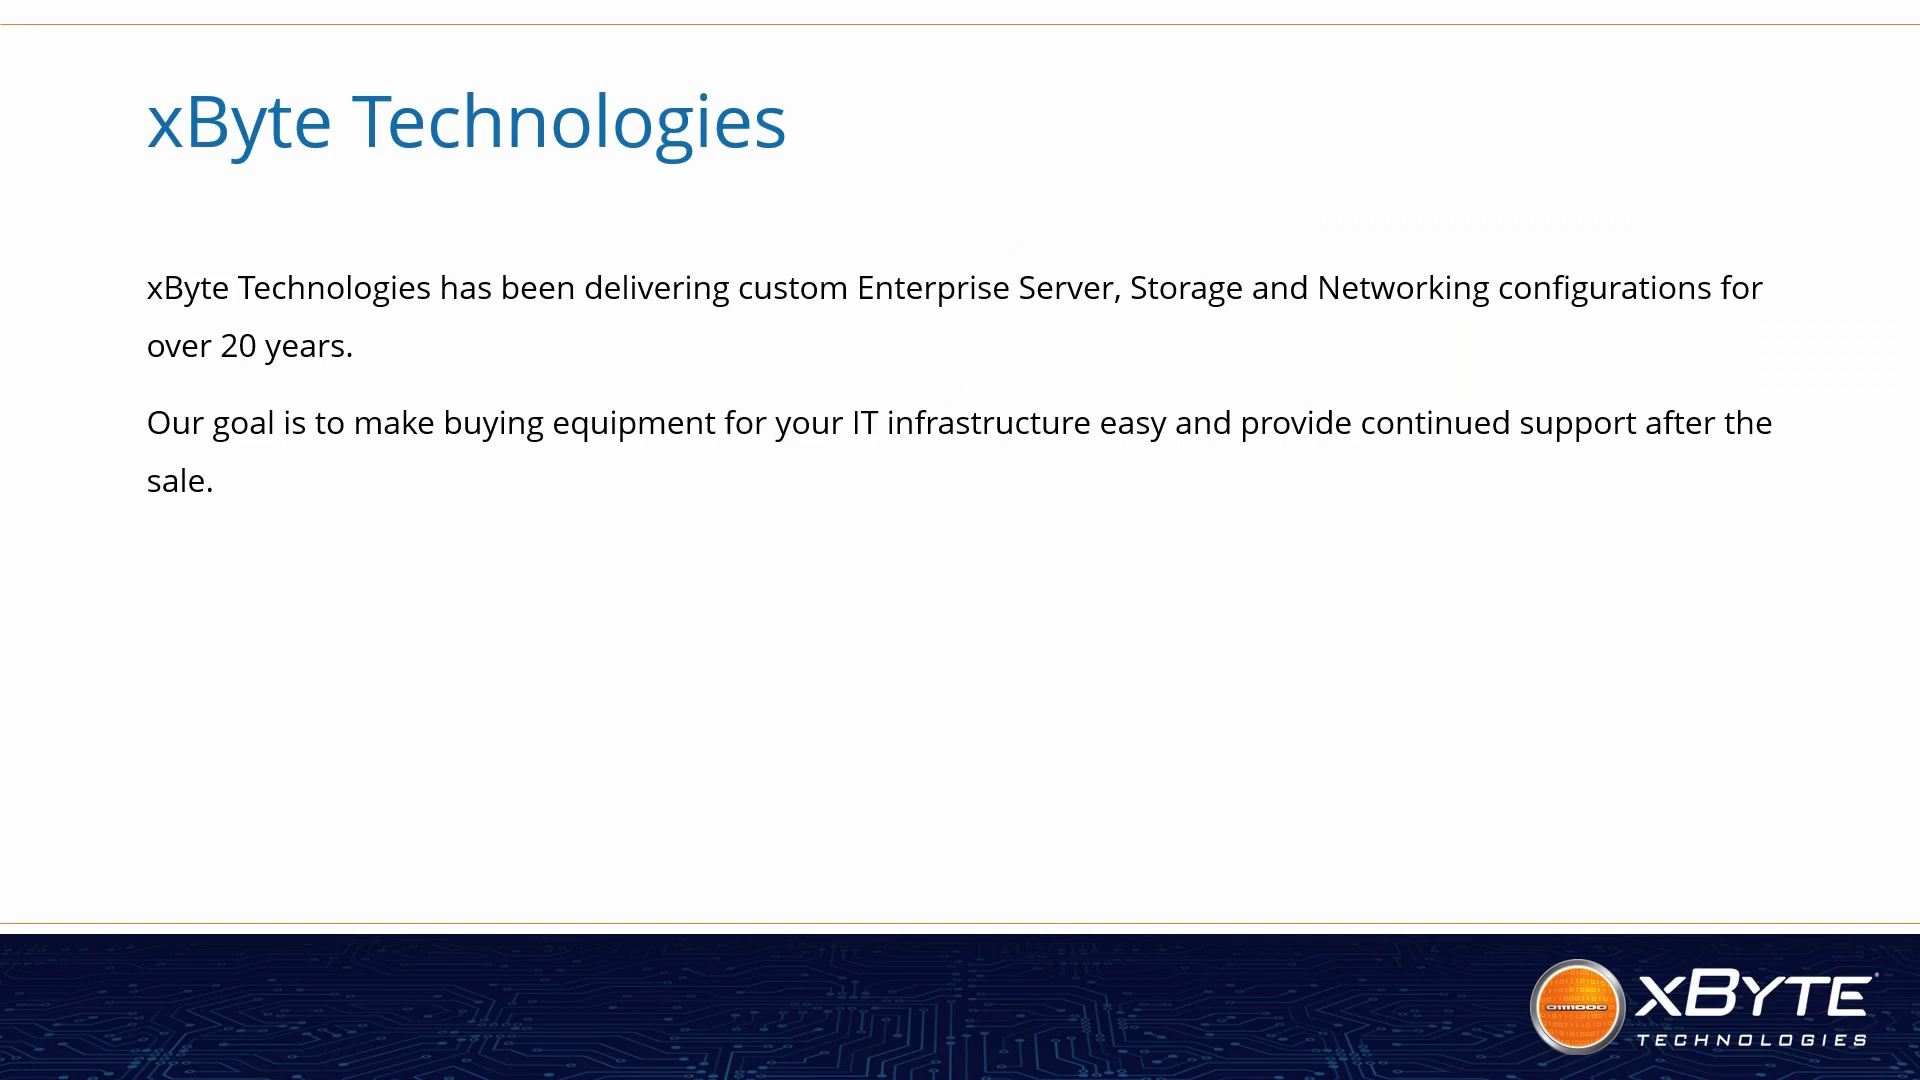 xByte Technologies
xByte Technologies has been delivering custom Enterprise Server, Storage and Networking configurations for
over 20 years.
Our goal is to make buying equipment for your IT infrastructure easy and provide continued support after the
sale.
xByte
TECHNOLOGIES